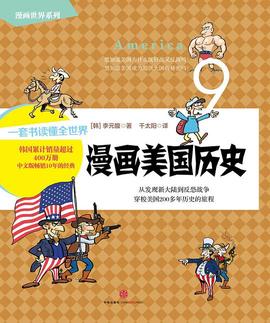 漫画世界系列
America
9
[韩] 李元馥◎著 千太阳◎译
一套书读懂全世界
漫画美国历史
韩国累计销量超过
400万册
中文版畅销10年的经典
从发现新大陆到反恐战争
穿梭美国200多年历史的旅程